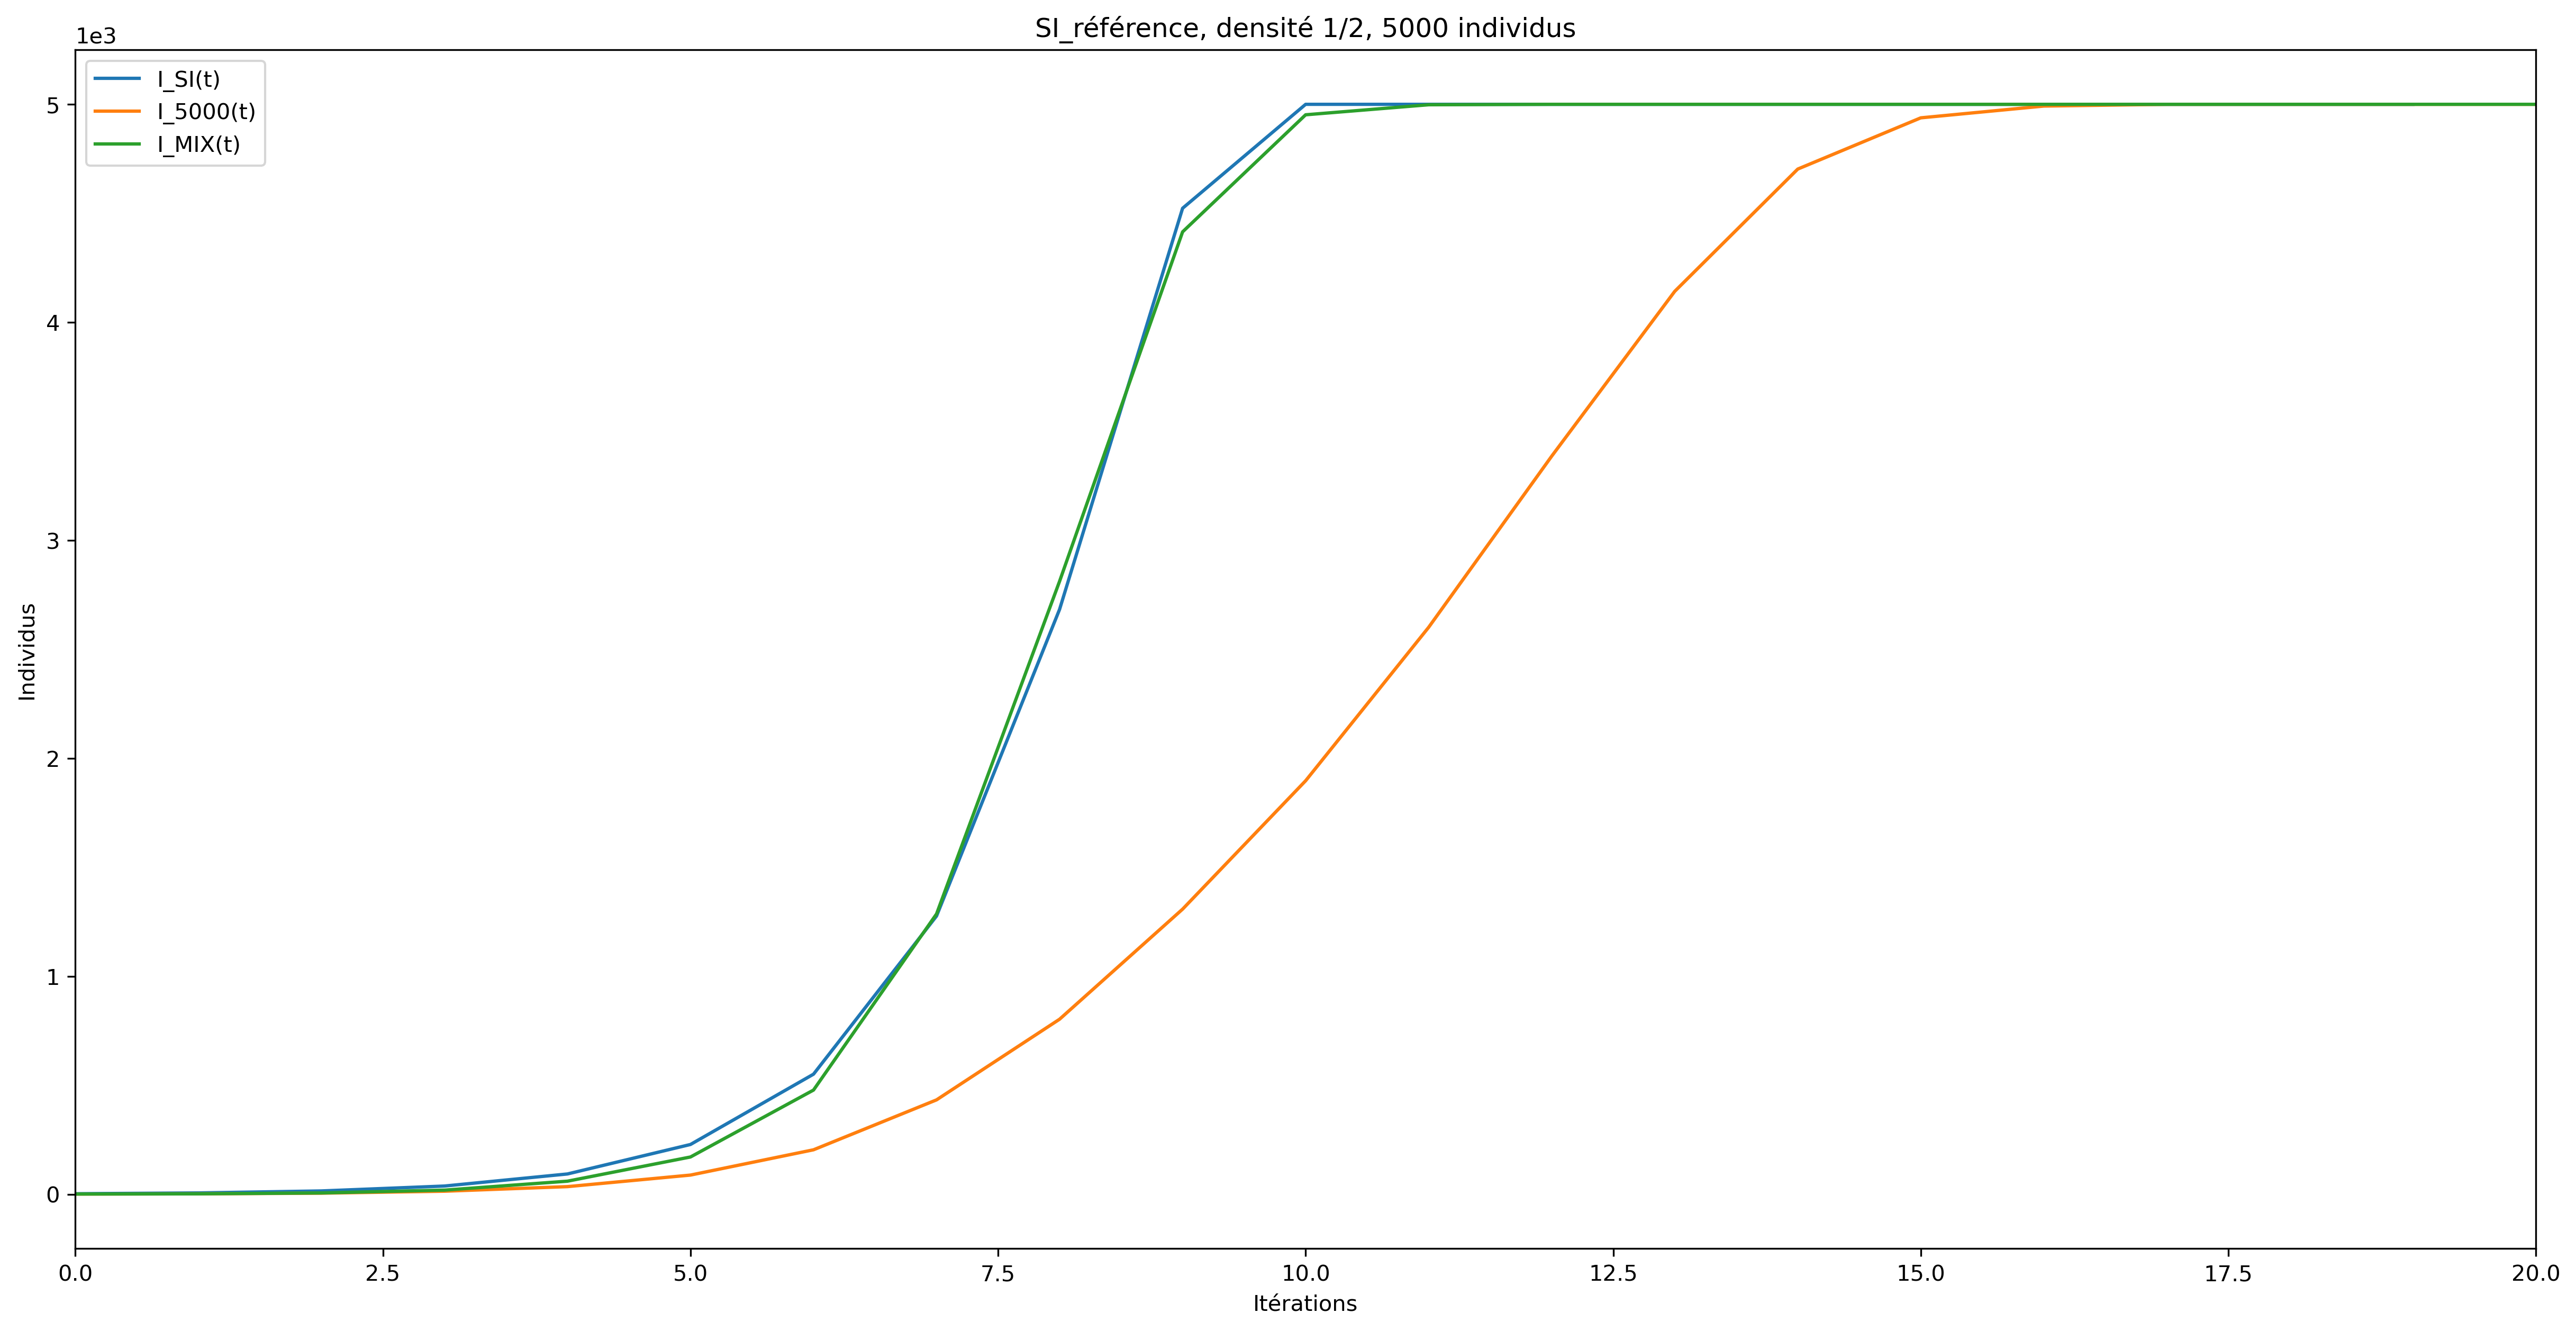 SI_référence, densité 1/2, 5000 individus
1e3
I_SI(t)
I_5000(t)
I_MIX(t)
5
4
3
2
1
0
Individus
0.0 2.5 5.0 7.5 10.0 12.5 15.0 17.5 20.0
Itérations